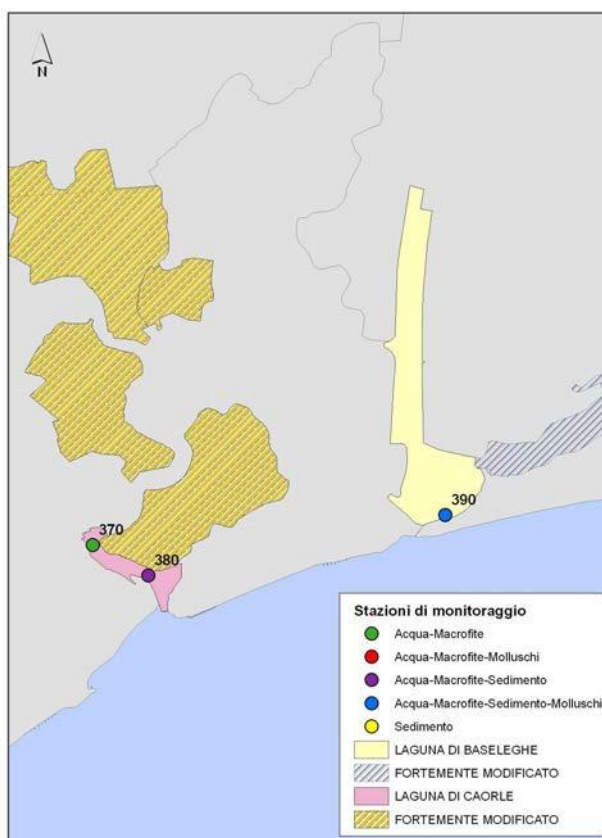 N
370
380
390
Stazioni di monitoraggio
Acqua-Macrofite
Acqua-Macrofite-Molluschi
Acqua-Macrofite-Sedimento
Acqua-Macrofite-Sedimento-Molluschi
Sedimento
LAGUNA DI BASELEGHE
FORTEMENTE MODIFICATO
LAGUNA DI CAORLE
FORTEMENTE MODIFICATO